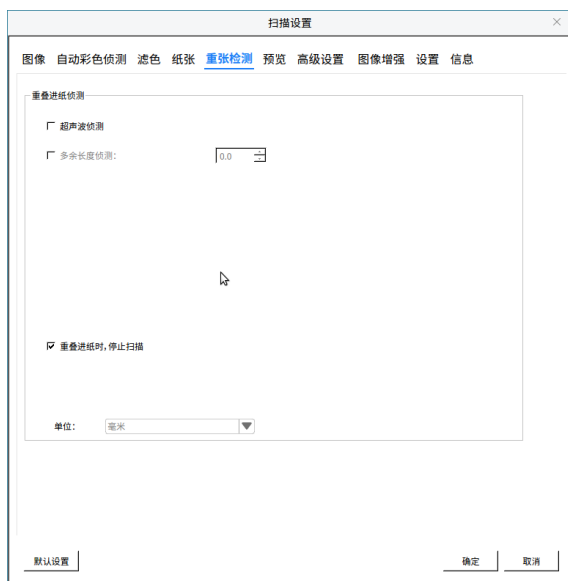 扫描设置
图像 自动彩色侦测 滤色 纸张 重张检测 预览 高级设置 图像增强 设置 信息
重叠进纸侦测
超声波侦测
多余长度侦测: 0.0
重叠进纸时,停止扫描
单位: 毫米
默认设置 确定 取消